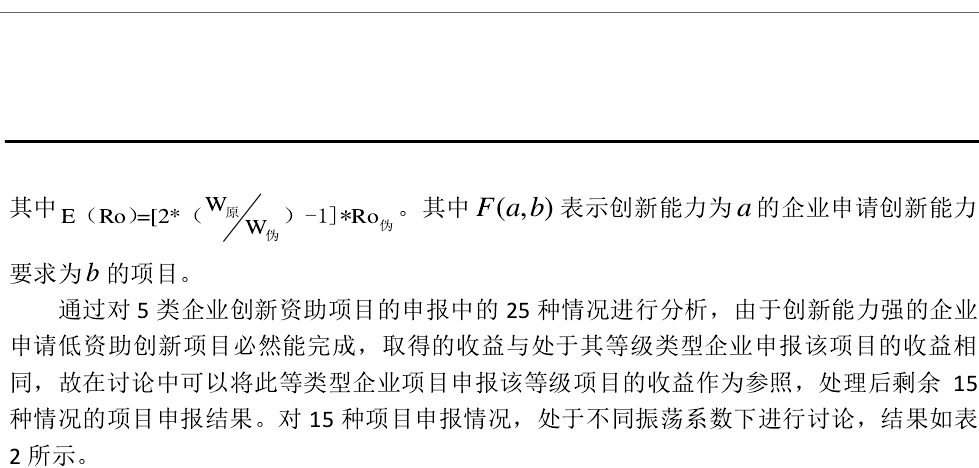 其中E（Ro)=[2*（W原/W伪）-1]*Ro伪。其中F(a,b)表示创新能力为a的企业申请创新能力
要求为b的项目。
通过对5类企业创新资助项目的申报中的25种情况进行分析，由于创新能力强的企业
申请低资助创新项目必然能完成，取得的收益与处于其等级类型企业申报该项目的收益相
同，故在讨论中可以将此等类型企业项目申报该等级项目的收益作为参照，处理后剩余 15
种情况的项目申报结果。对15种项目申报情况，处于不同振荡系数下进行讨论，结果如表
2所示。